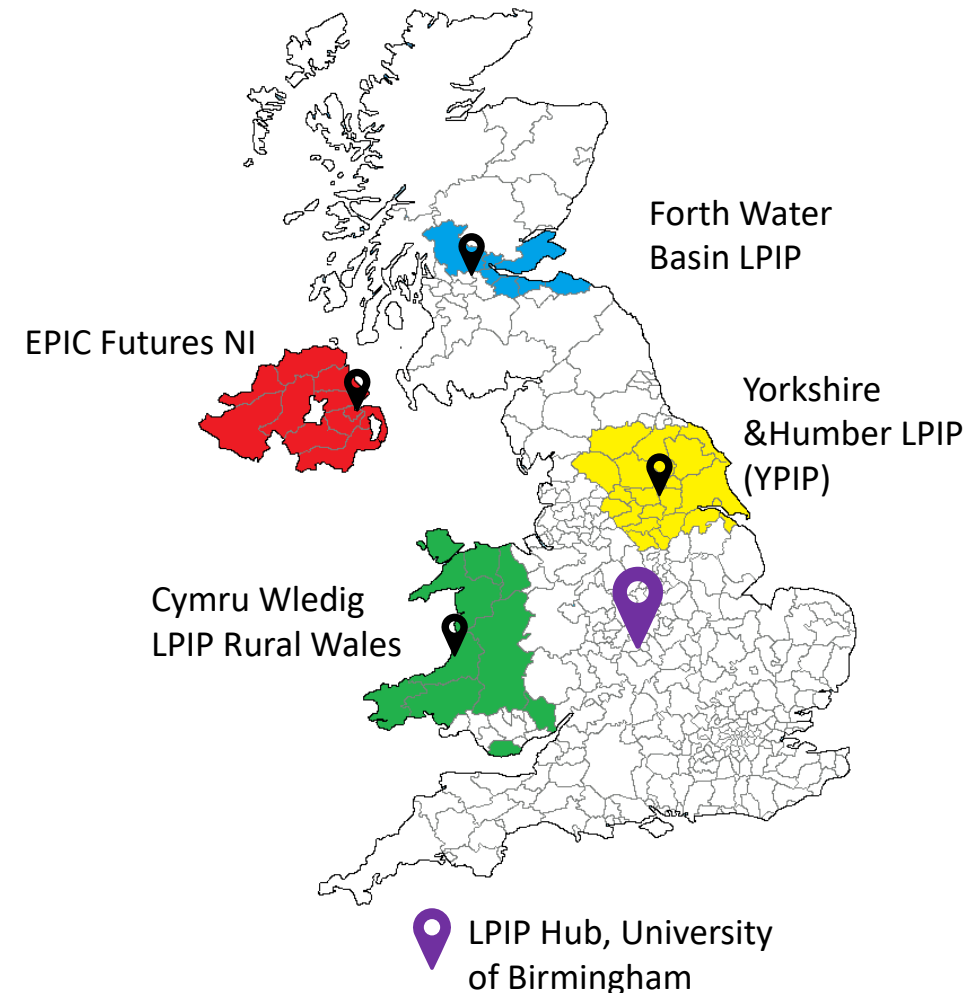 Forth Water
Basin LPIP
EPIC Futures NI
Yorkshire
&Humber LPIP
(YPIP)
Cymru Wledig
LPIP Rural Wales
LPIP Hub, University
of Birmingham